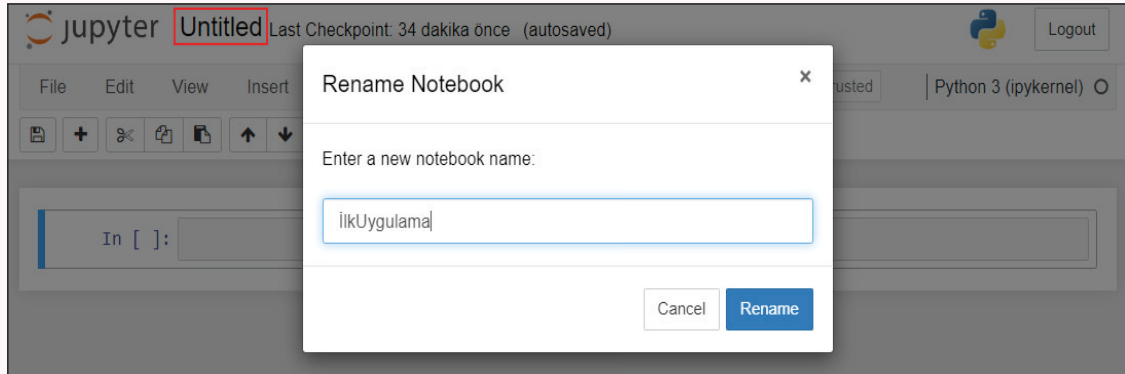 jupyter Untitled Last Checkpoint: 34 dakika önce (autosaved) Logout
File Edit View Insert rusted Python 3 (ipykernel)
Rename Notebook
Enter a new notebook name:
İlkUygulama
In [ ]:
Cancel Rename